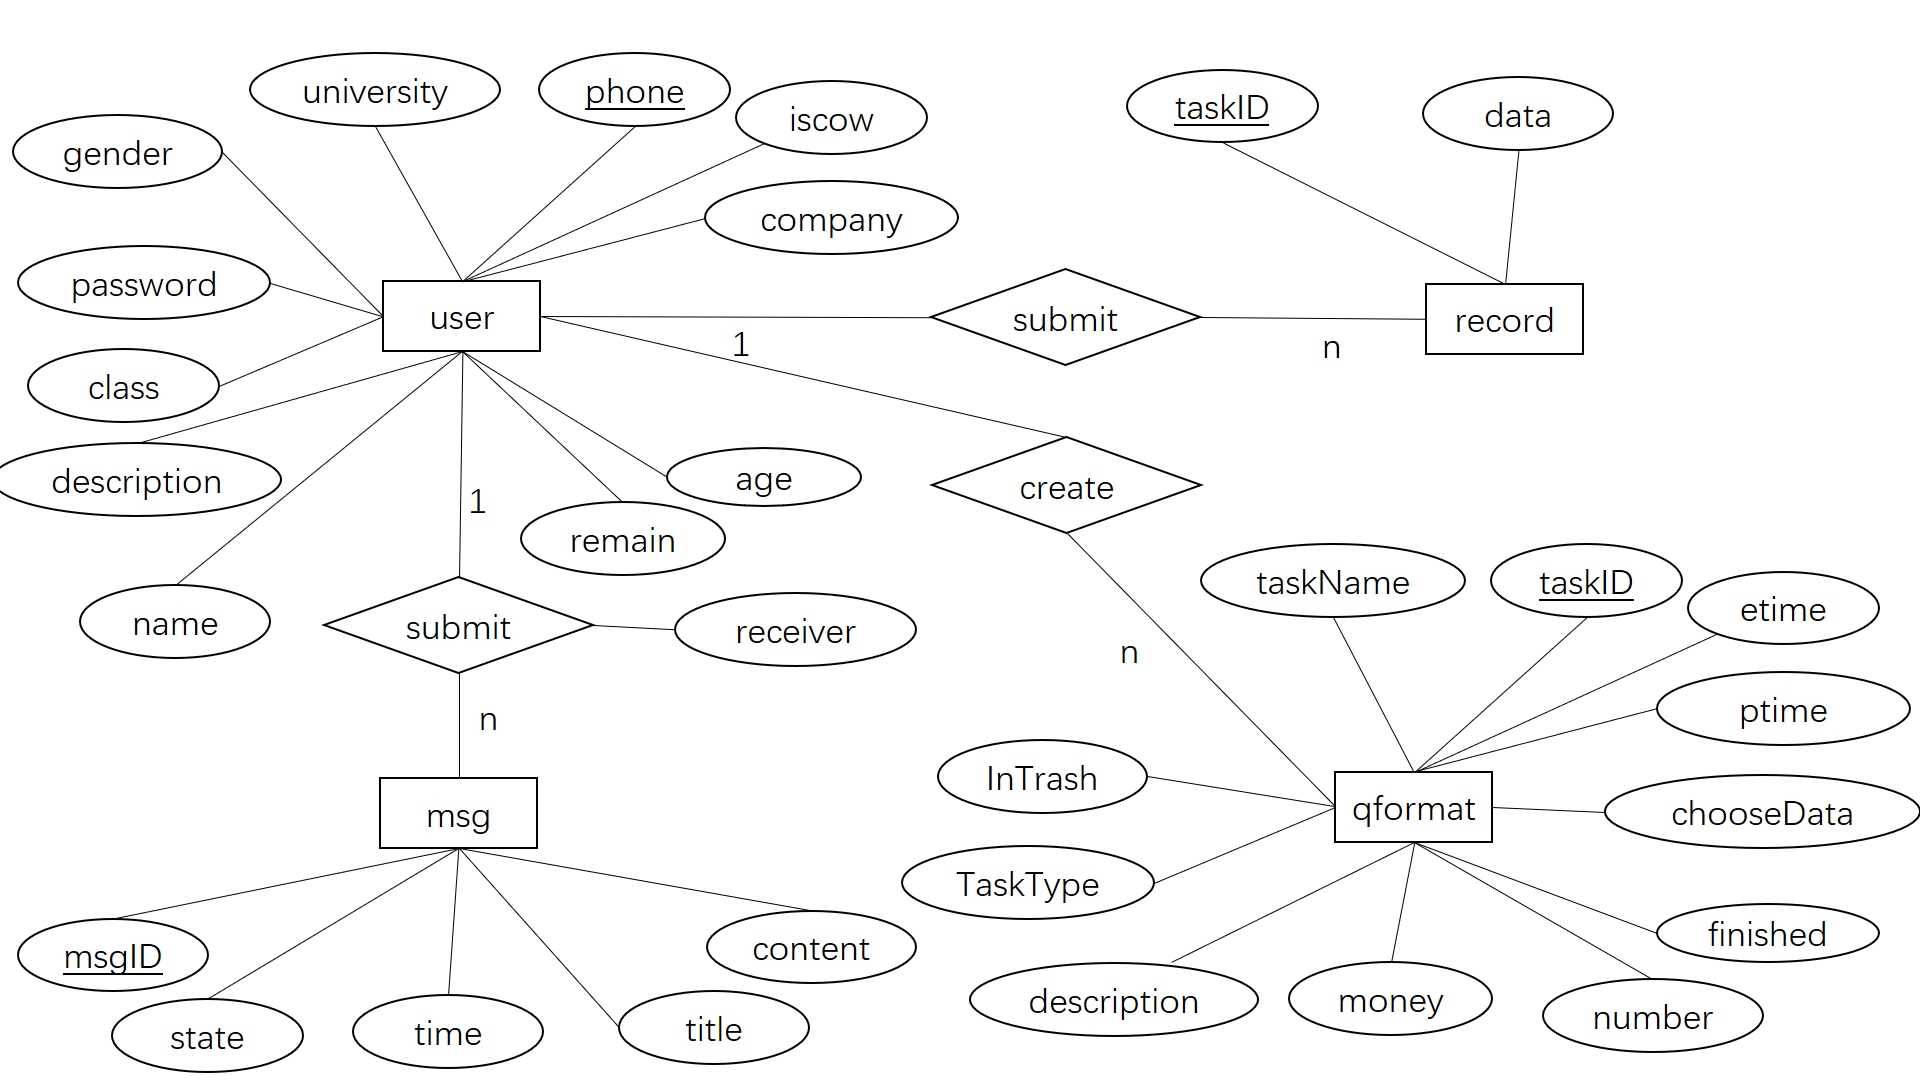 university
phone
iscow
taskID
data
gender
company
password
user
submit
record
1
n
class
description
1
age
create
remain
name
submit
receiver
n
taskName
taskID
etime
n
ptime
InTrash
msg
qformat
chooseData
TaskType
msgID
content
finished
state
time
title
description
money
number